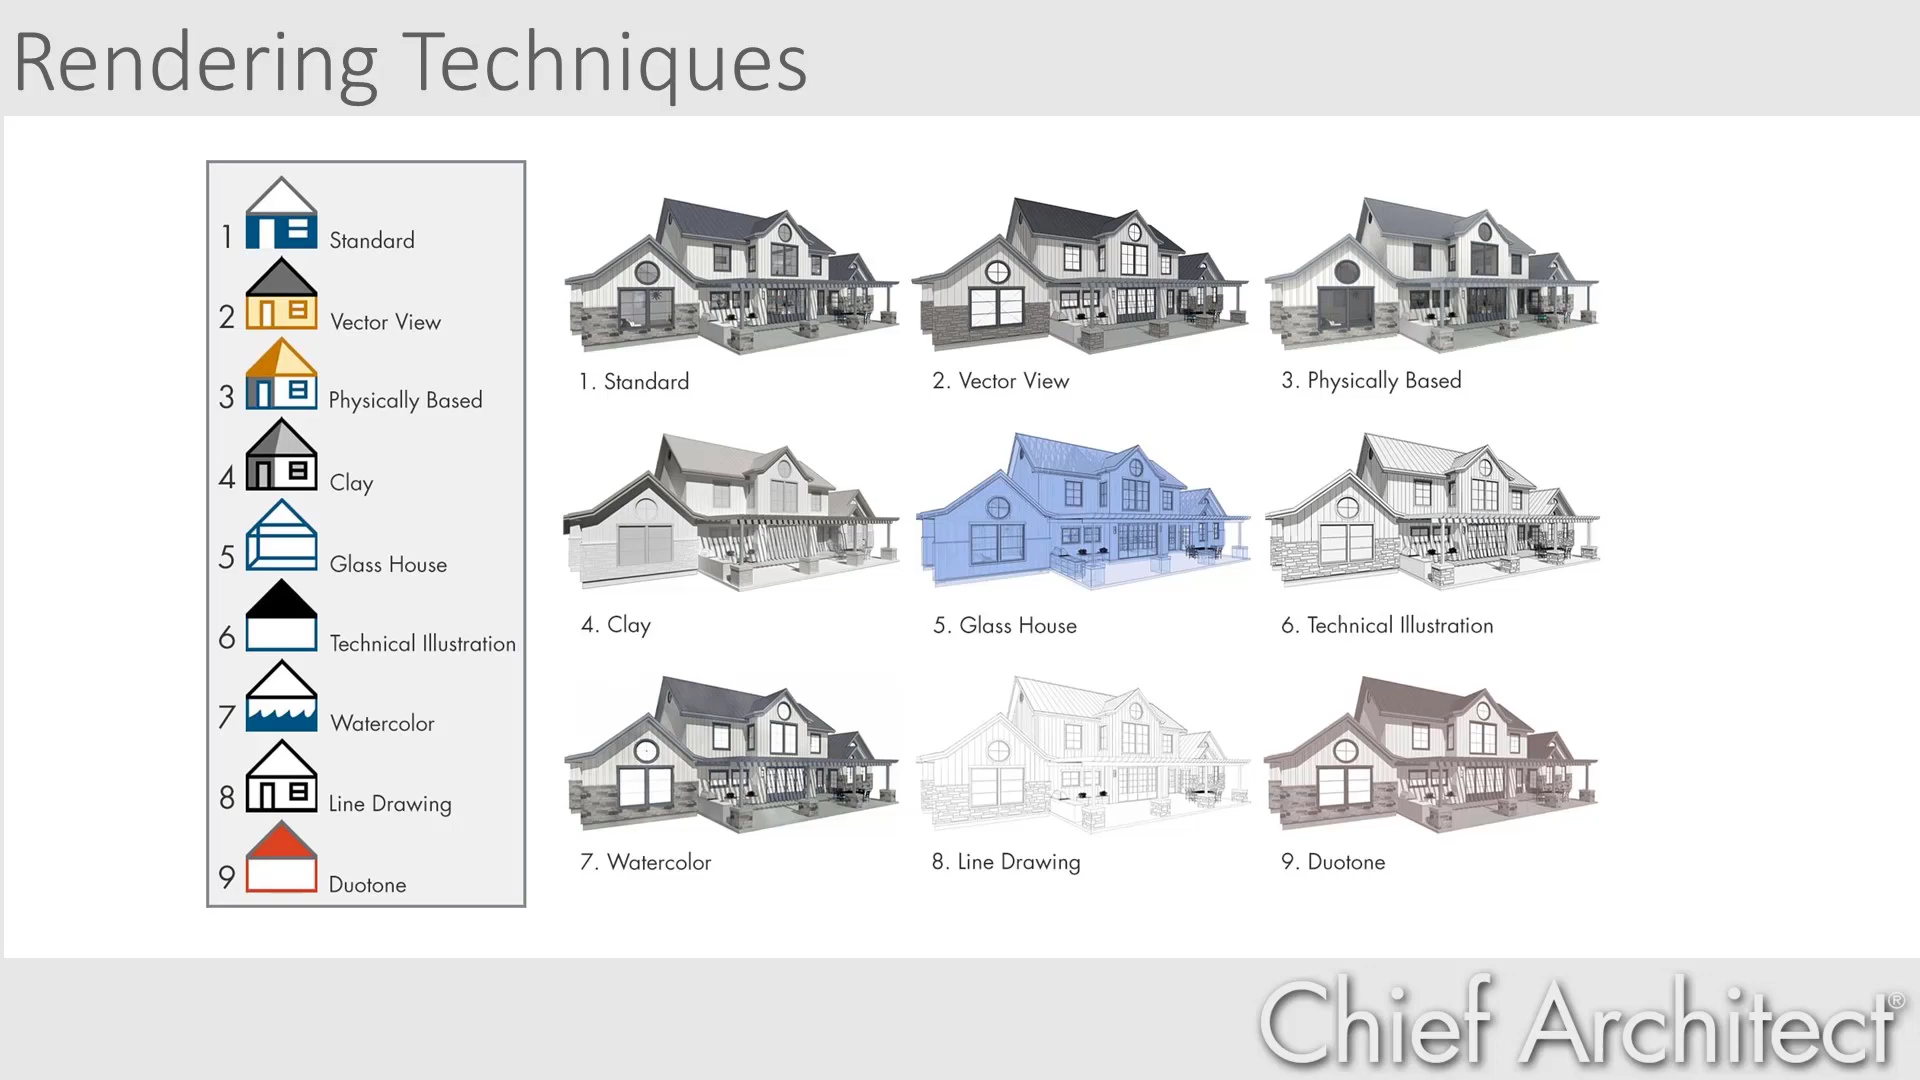 Rendering Techniques
1 Standard
2 Vector View
3 Physically Based
4 Clay
5 Glass House
6 Technical Illustration
7 Watercolor
8 Line Drawing
9 Duotone
1. Standard
2. Vector View
3. Physically Based
4. Clay
5. Glass House
6. Technical Illustration
7. Watercolor
8. Line Drawing
9. Duotone
Chief Architect®